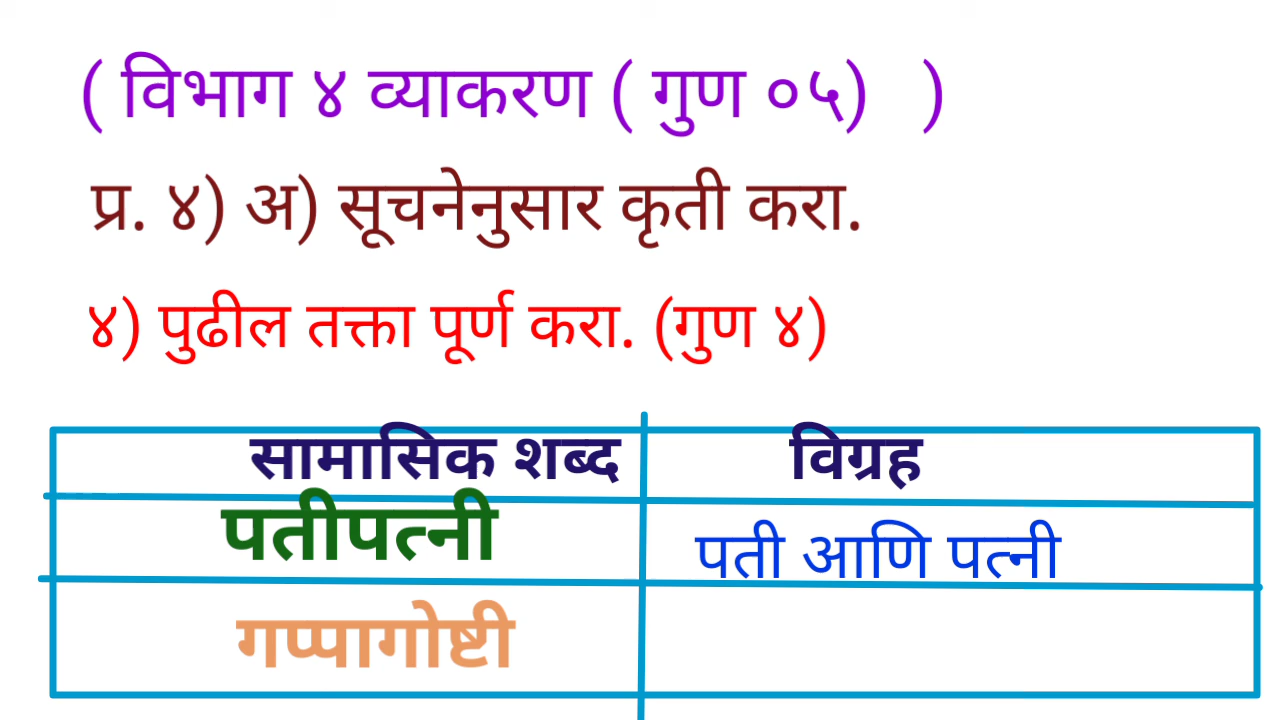 ( विभाग ४ व्याकरण ( गुण ०५) )
प्र. ४) अ) सूचनेनुसार कृती करा.
४) पुढील तक्ता पूर्ण करा. (गुण ४)
सामासिक शब्द विग्रह
पतीपत्नी पती आणि पत्नी
गप्पागोष्टी